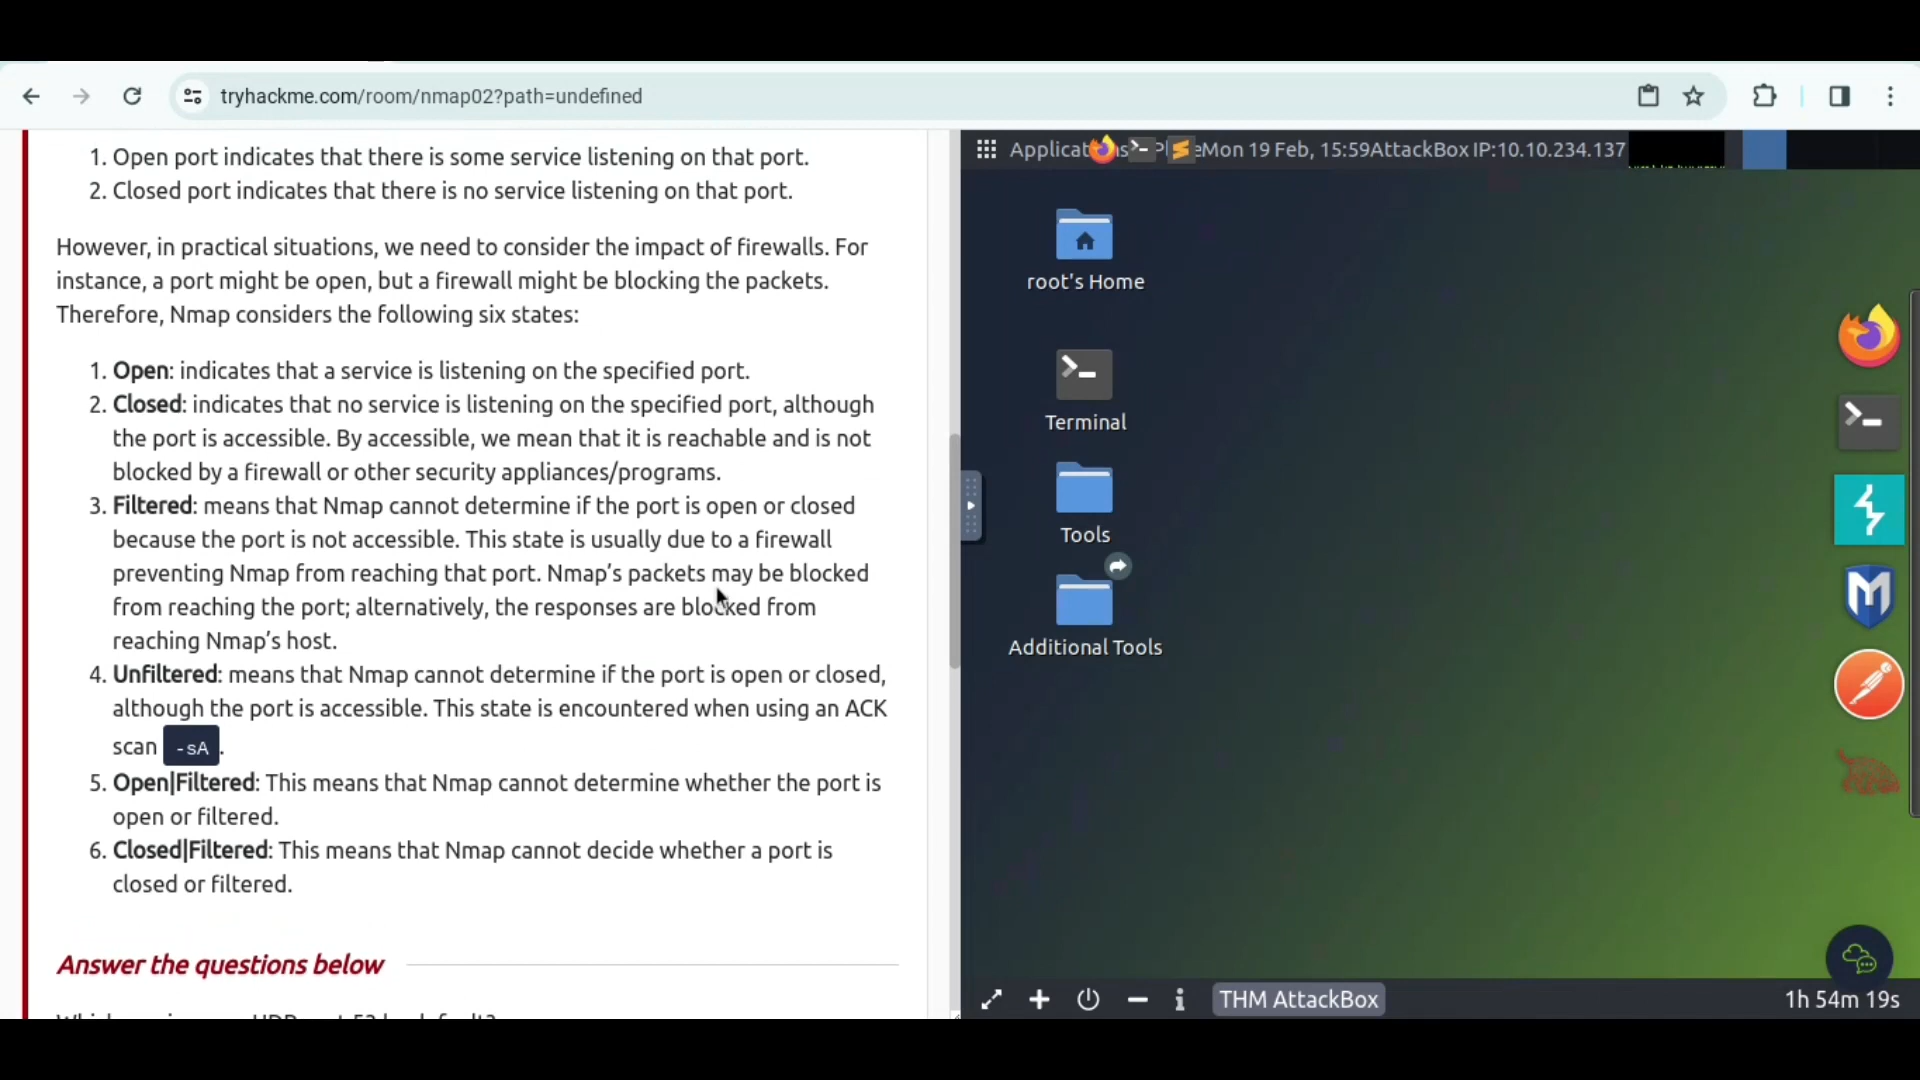 tryhackme.com/room/nmap02?path=undefined
1. Open port indicates that there is some service listening on that port.
2. Closed port indicates that there is no service listening on that port.
However, in practical situations, we need to consider the impact of firewalls. For
instance, a port might be open, but a firewall might be blocking the packets.
Therefore, Nmap considers the following six states:
1. Open: indicates that a service is listening on the specified port.
2. Closed: indicates that no service is listening on the specified port, although
the port is accessible. By accessible, we mean that it is reachable and is not
blocked by a firewall or other security appliances/programs.
3. Filtered: means that Nmap cannot determine if the port is open or closed
because the port is not accessible. This state is usually due to a firewall
preventing Nmap from reaching that port. Nmap's packets may be blocked
from reaching the port; alternatively, the responses are blocked from
reaching Nmap's host.
4. Unfiltered: means that Nmap cannot determine if the port is open or closed,
although the port is accessible. This state is encountered when using an ACK
scan -sA.
5. Open|Filtered: This means that Nmap cannot determine whether the port is
open or filtered.
6. Closed|Filtered: This means that Nmap cannot decide whether a port is
closed or filtered.
Answer the questions below
Mon 19 Feb, 15:59 AttackBox IP:10.10.234.137
root's Home
Terminal
Tools
Additional Tools
THM AttackBox
1h 54m 19s